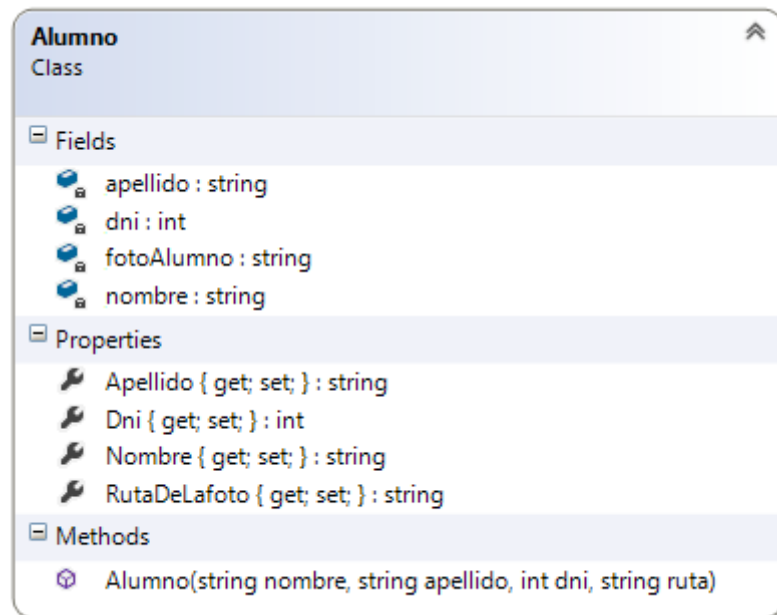 Alumno
Class
Fields
apellido : string
dni : int
fotoAlumno : string
nombre : string
Properties
Apellido { get; set; } : string
Dni { get; set; } : int
Nombre { get; set; } : string
RutaDeLafoto { get; set; } : string
Methods
Alumno(string nombre, string apellido, int dni, string ruta)